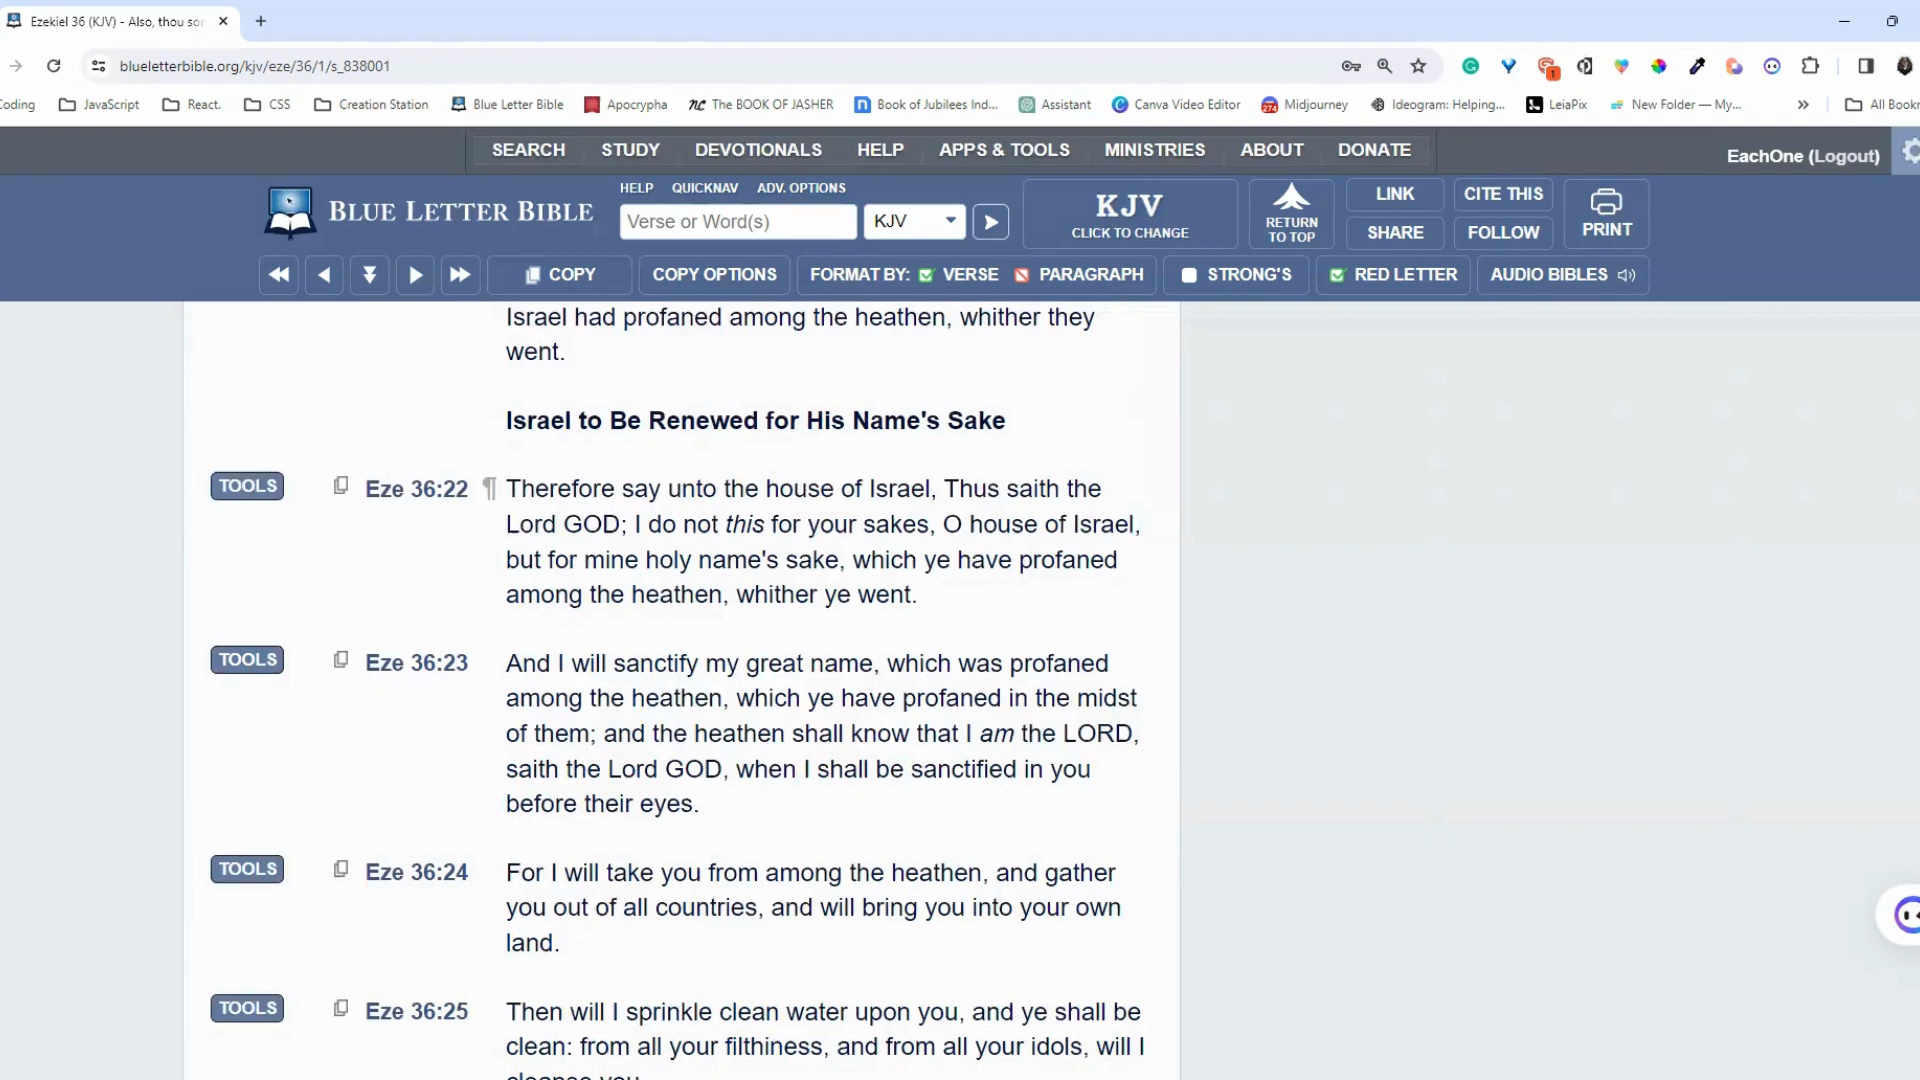 Ezekiel 36 (KJV) - Also, thou sor
blueletterbible.org/kjv/eze/36/1/s_838001
1
oding JavaScript React. CSS Creation Station Blue Letter Bible Apocrypha NC The BOOK OF JASHER n Book of Jubilees Ind... Assistant Canva Video Editor 274 Midjourney Ideogram: Helping... LeiaPix New Folder — My... » All Bookr
SEARCH STUDY DEVOTIONALS HELP APPS & TOOLS MINISTRIES ABOUT DONATE
EachOne (Logout)
BLUE LETTER BIBLE
HELP QUICKNAV ADV. OPTIONS
Verse or Word(s) KJV
KJV
CLICK TO CHANGE
RETURN
TO TOP
LINK CITE THIS
SHARE FOLLOW
PRINT
COPY COPY OPTIONS FORMAT BY: VERSE PARAGRAPH STRONG'S RED LETTER AUDIO BIBLES
Israel had profaned among the heathen, whither they
went.
Israel to Be Renewed for His Name's Sake
TOOLS Eze 36:22 ¶ Therefore say unto the house of Israel, Thus saith the
Lord GOD; I do not this for your sakes, O house of Israel,
but for mine holy name's sake, which ye have profaned
among the heathen, whither ye went.
TOOLS Eze 36:23 And I will sanctify my great name, which was profaned
among the heathen, which ye have profaned in the midst
of them; and the heathen shall know that I am the LORD,
saith the Lord GOD, when I shall be sanctified in you
before their eyes.
TOOLS Eze 36:24 For I will take you from among the heathen, and gather
you out of all countries, and will bring you into your own
land.
TOOLS Eze 36:25 Then will I sprinkle clean water upon you, and ye shall be
clean: from all your filthiness, and from all your idols, will I
cleanse you.